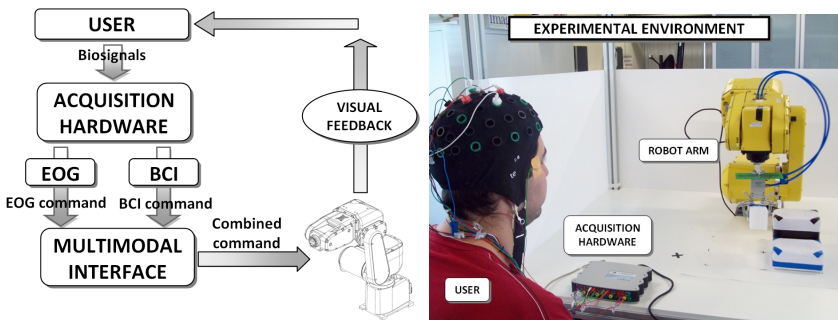 USER
Biosignals
ACQUISITION
HARDWARE
EOG
BCI
EOG command
BCI command
MULTIMODAL
INTERFACE
Combined
command
VISUAL
FEEDBACK
EXPERIMENTAL ENVIRONMENT
ROBOT ARM
ACQUISITION
HARDWARE
USER